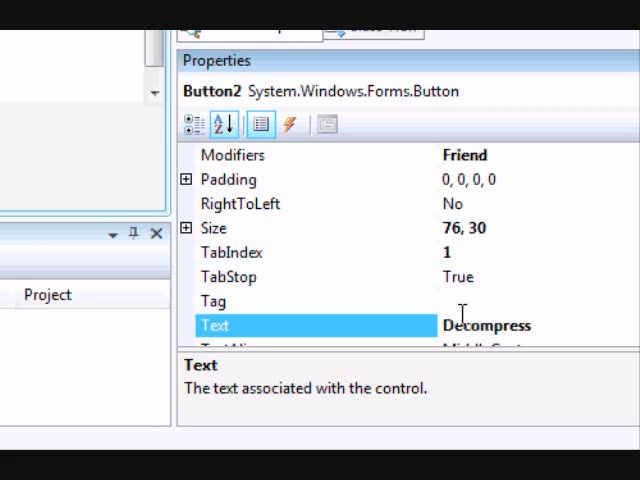 Properties
Button2 System.Windows.Forms.Button
Modifiers Friend
Padding 0, 0, 0, 0
RightToLeft No
Size 76, 30
TabIndex 1
TabStop True
Tag
Text Decompress
Project
Text
The text associated with the control.